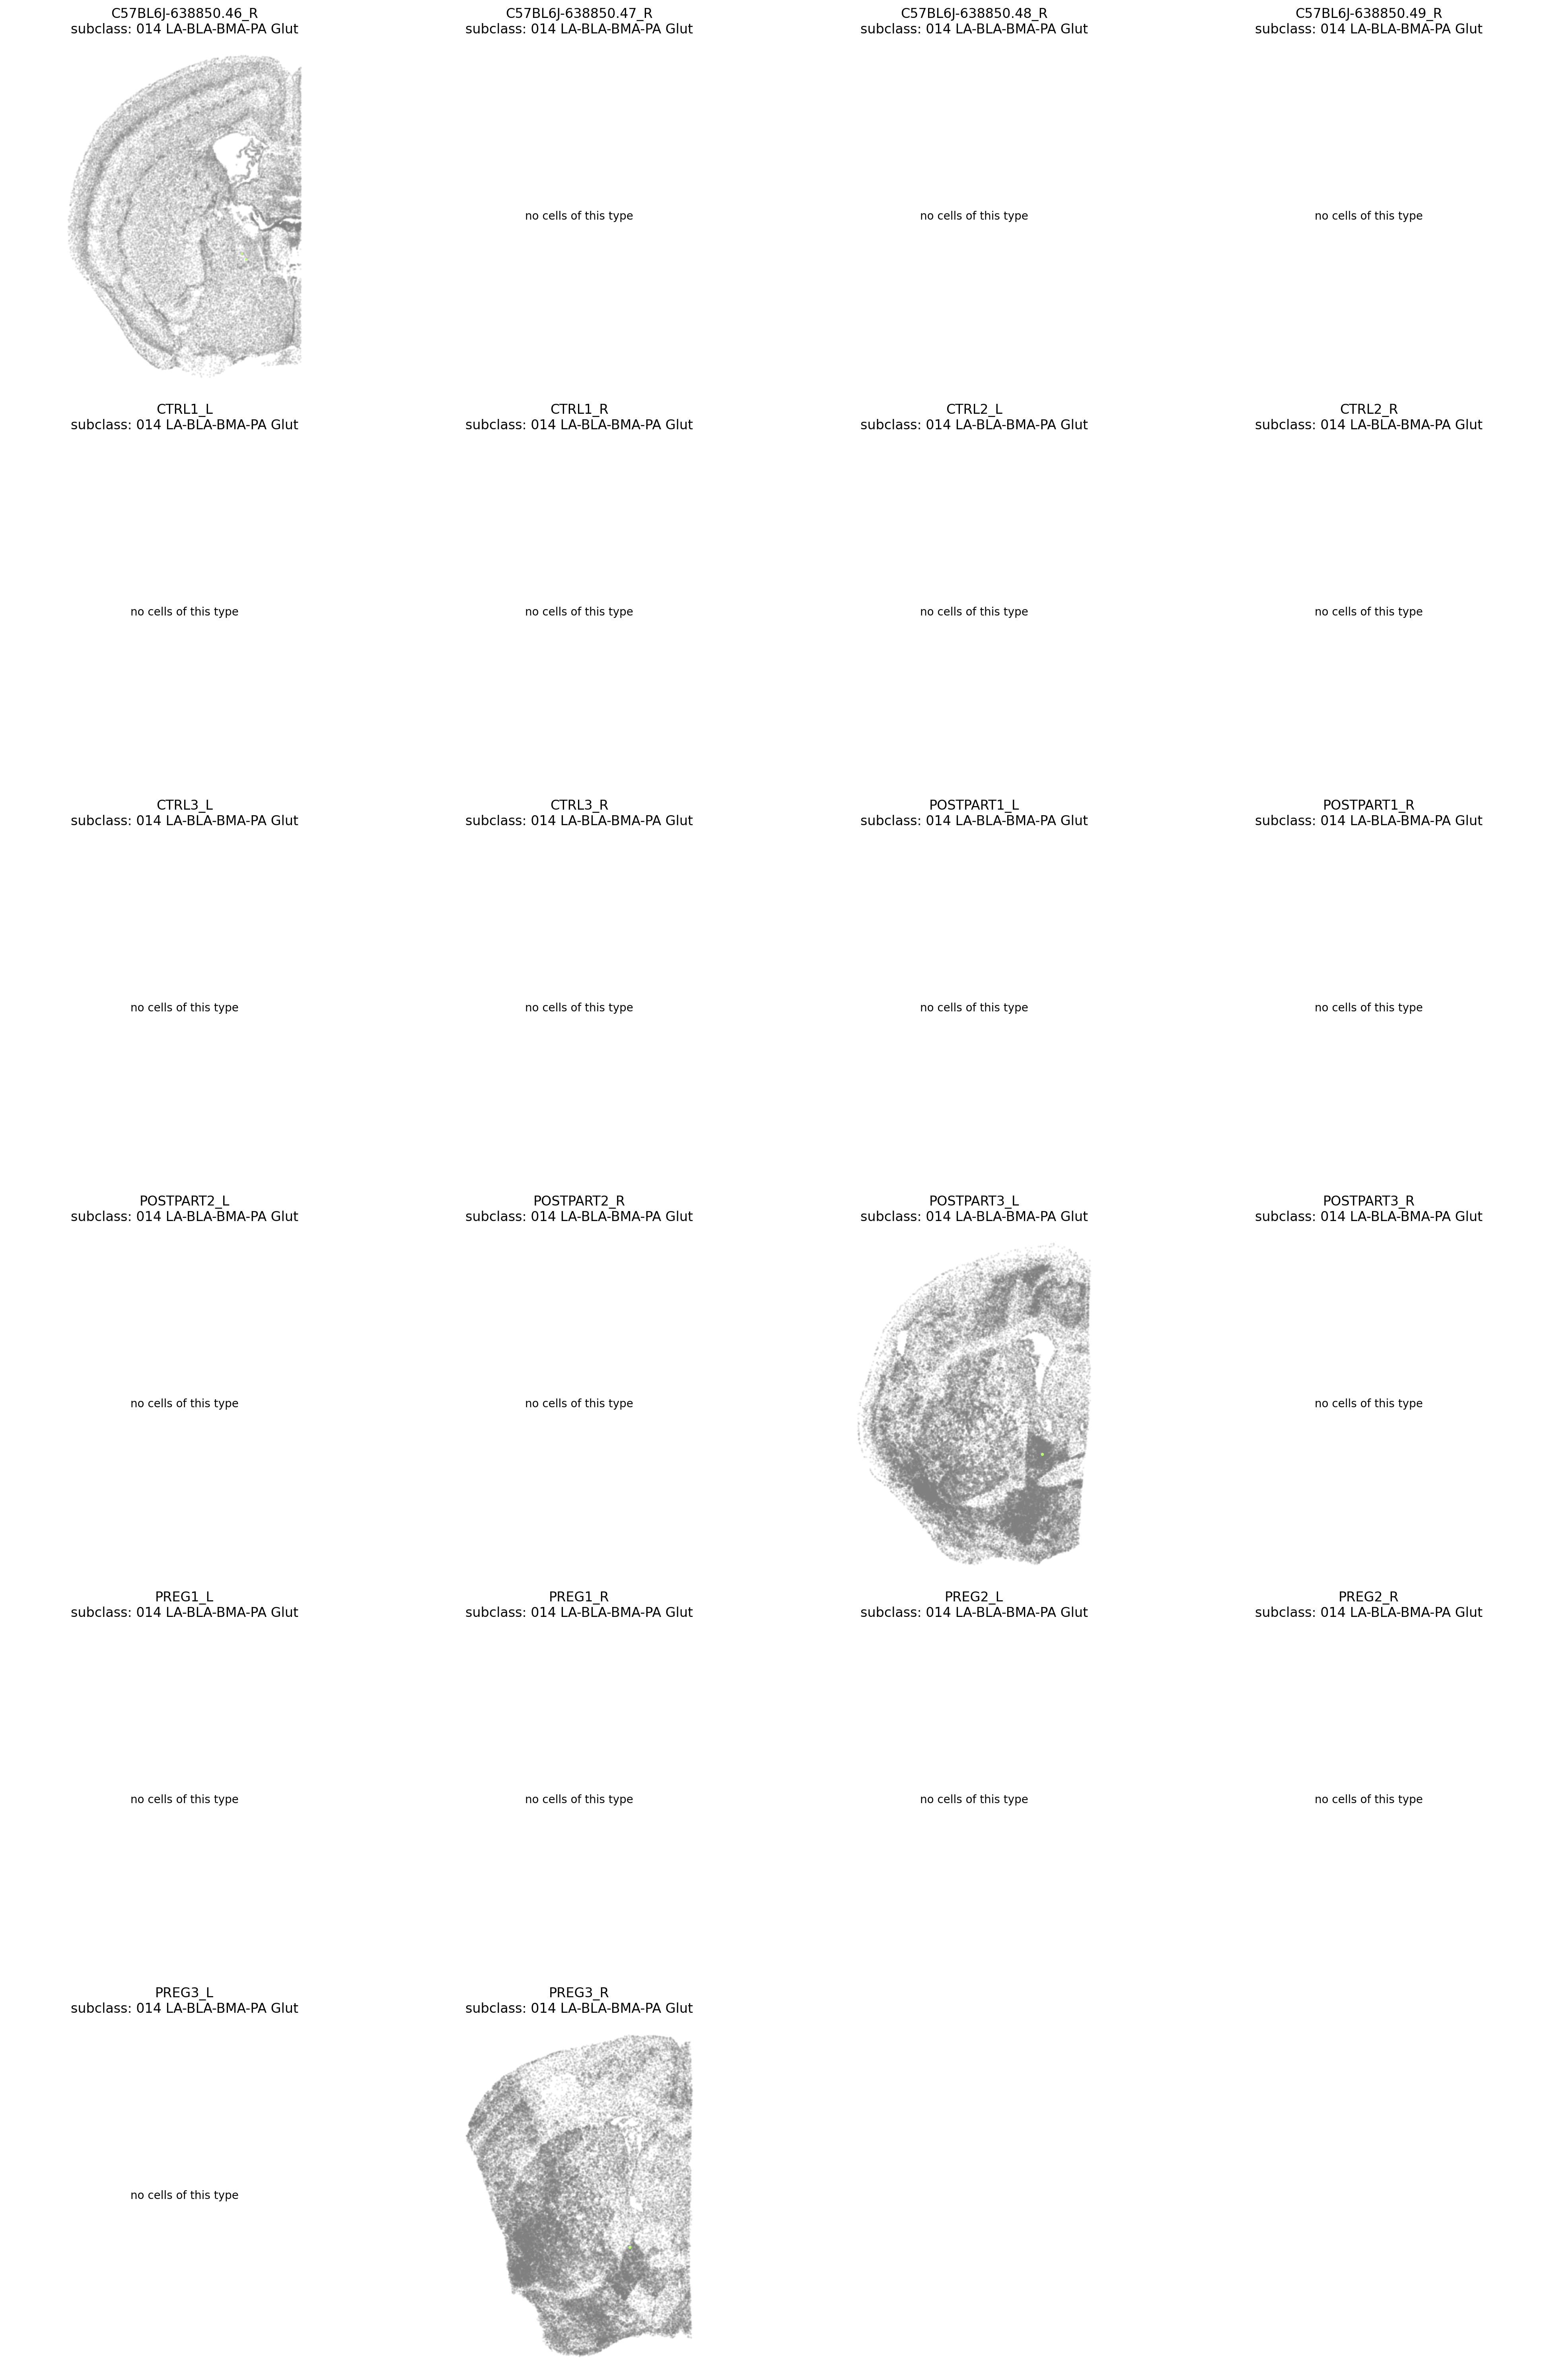 C57BL6J-638850.46_R
subclass: 014 LA-BLA-BMA-PA Glut
C57BL6J-638850.47_R
subclass: 014 LA-BLA-BMA-PA Glut
no cells of this type
C57BL6J-638850.48_R
subclass: 014 LA-BLA-BMA-PA Glut
no cells of this type
C57BL6J-638850.49_R
subclass: 014 LA-BLA-BMA-PA Glut
no cells of this type
CTRL1_L
subclass: 014 LA-BLA-BMA-PA Glut
no cells of this type
CTRL1_R
subclass: 014 LA-BLA-BMA-PA Glut
no cells of this type
CTRL2_L
subclass: 014 LA-BLA-BMA-PA Glut
no cells of this type
CTRL2_R
subclass: 014 LA-BLA-BMA-PA Glut
no cells of this type
CTRL3_L
subclass: 014 LA-BLA-BMA-PA Glut
no cells of this type
CTRL3_R
subclass: 014 LA-BLA-BMA-PA Glut
no cells of this type
POSTPART1_L
subclass: 014 LA-BLA-BMA-PA Glut
no cells of this type
POSTPART1_R
subclass: 014 LA-BLA-BMA-PA Glut
no cells of this type
POSTPART2_L
subclass: 014 LA-BLA-BMA-PA Glut
no cells of this type
POSTPART2_R
subclass: 014 LA-BLA-BMA-PA Glut
no cells of this type
POSTPART3_L
subclass: 014 LA-BLA-BMA-PA Glut
POSTPART3_R
subclass: 014 LA-BLA-BMA-PA Glut
no cells of this type
PREG1_L
subclass: 014 LA-BLA-BMA-PA Glut
no cells of this type
PREG1_R
subclass: 014 LA-BLA-BMA-PA Glut
no cells of this type
PREG2_L
subclass: 014 LA-BLA-BMA-PA Glut
no cells of this type
PREG2_R
subclass: 014 LA-BLA-BMA-PA Glut
no cells of this type
PREG3_L
subclass: 014 LA-BLA-BMA-PA Glut
no cells of this type
PREG3_R
subclass: 014 LA-BLA-BMA-PA Glut